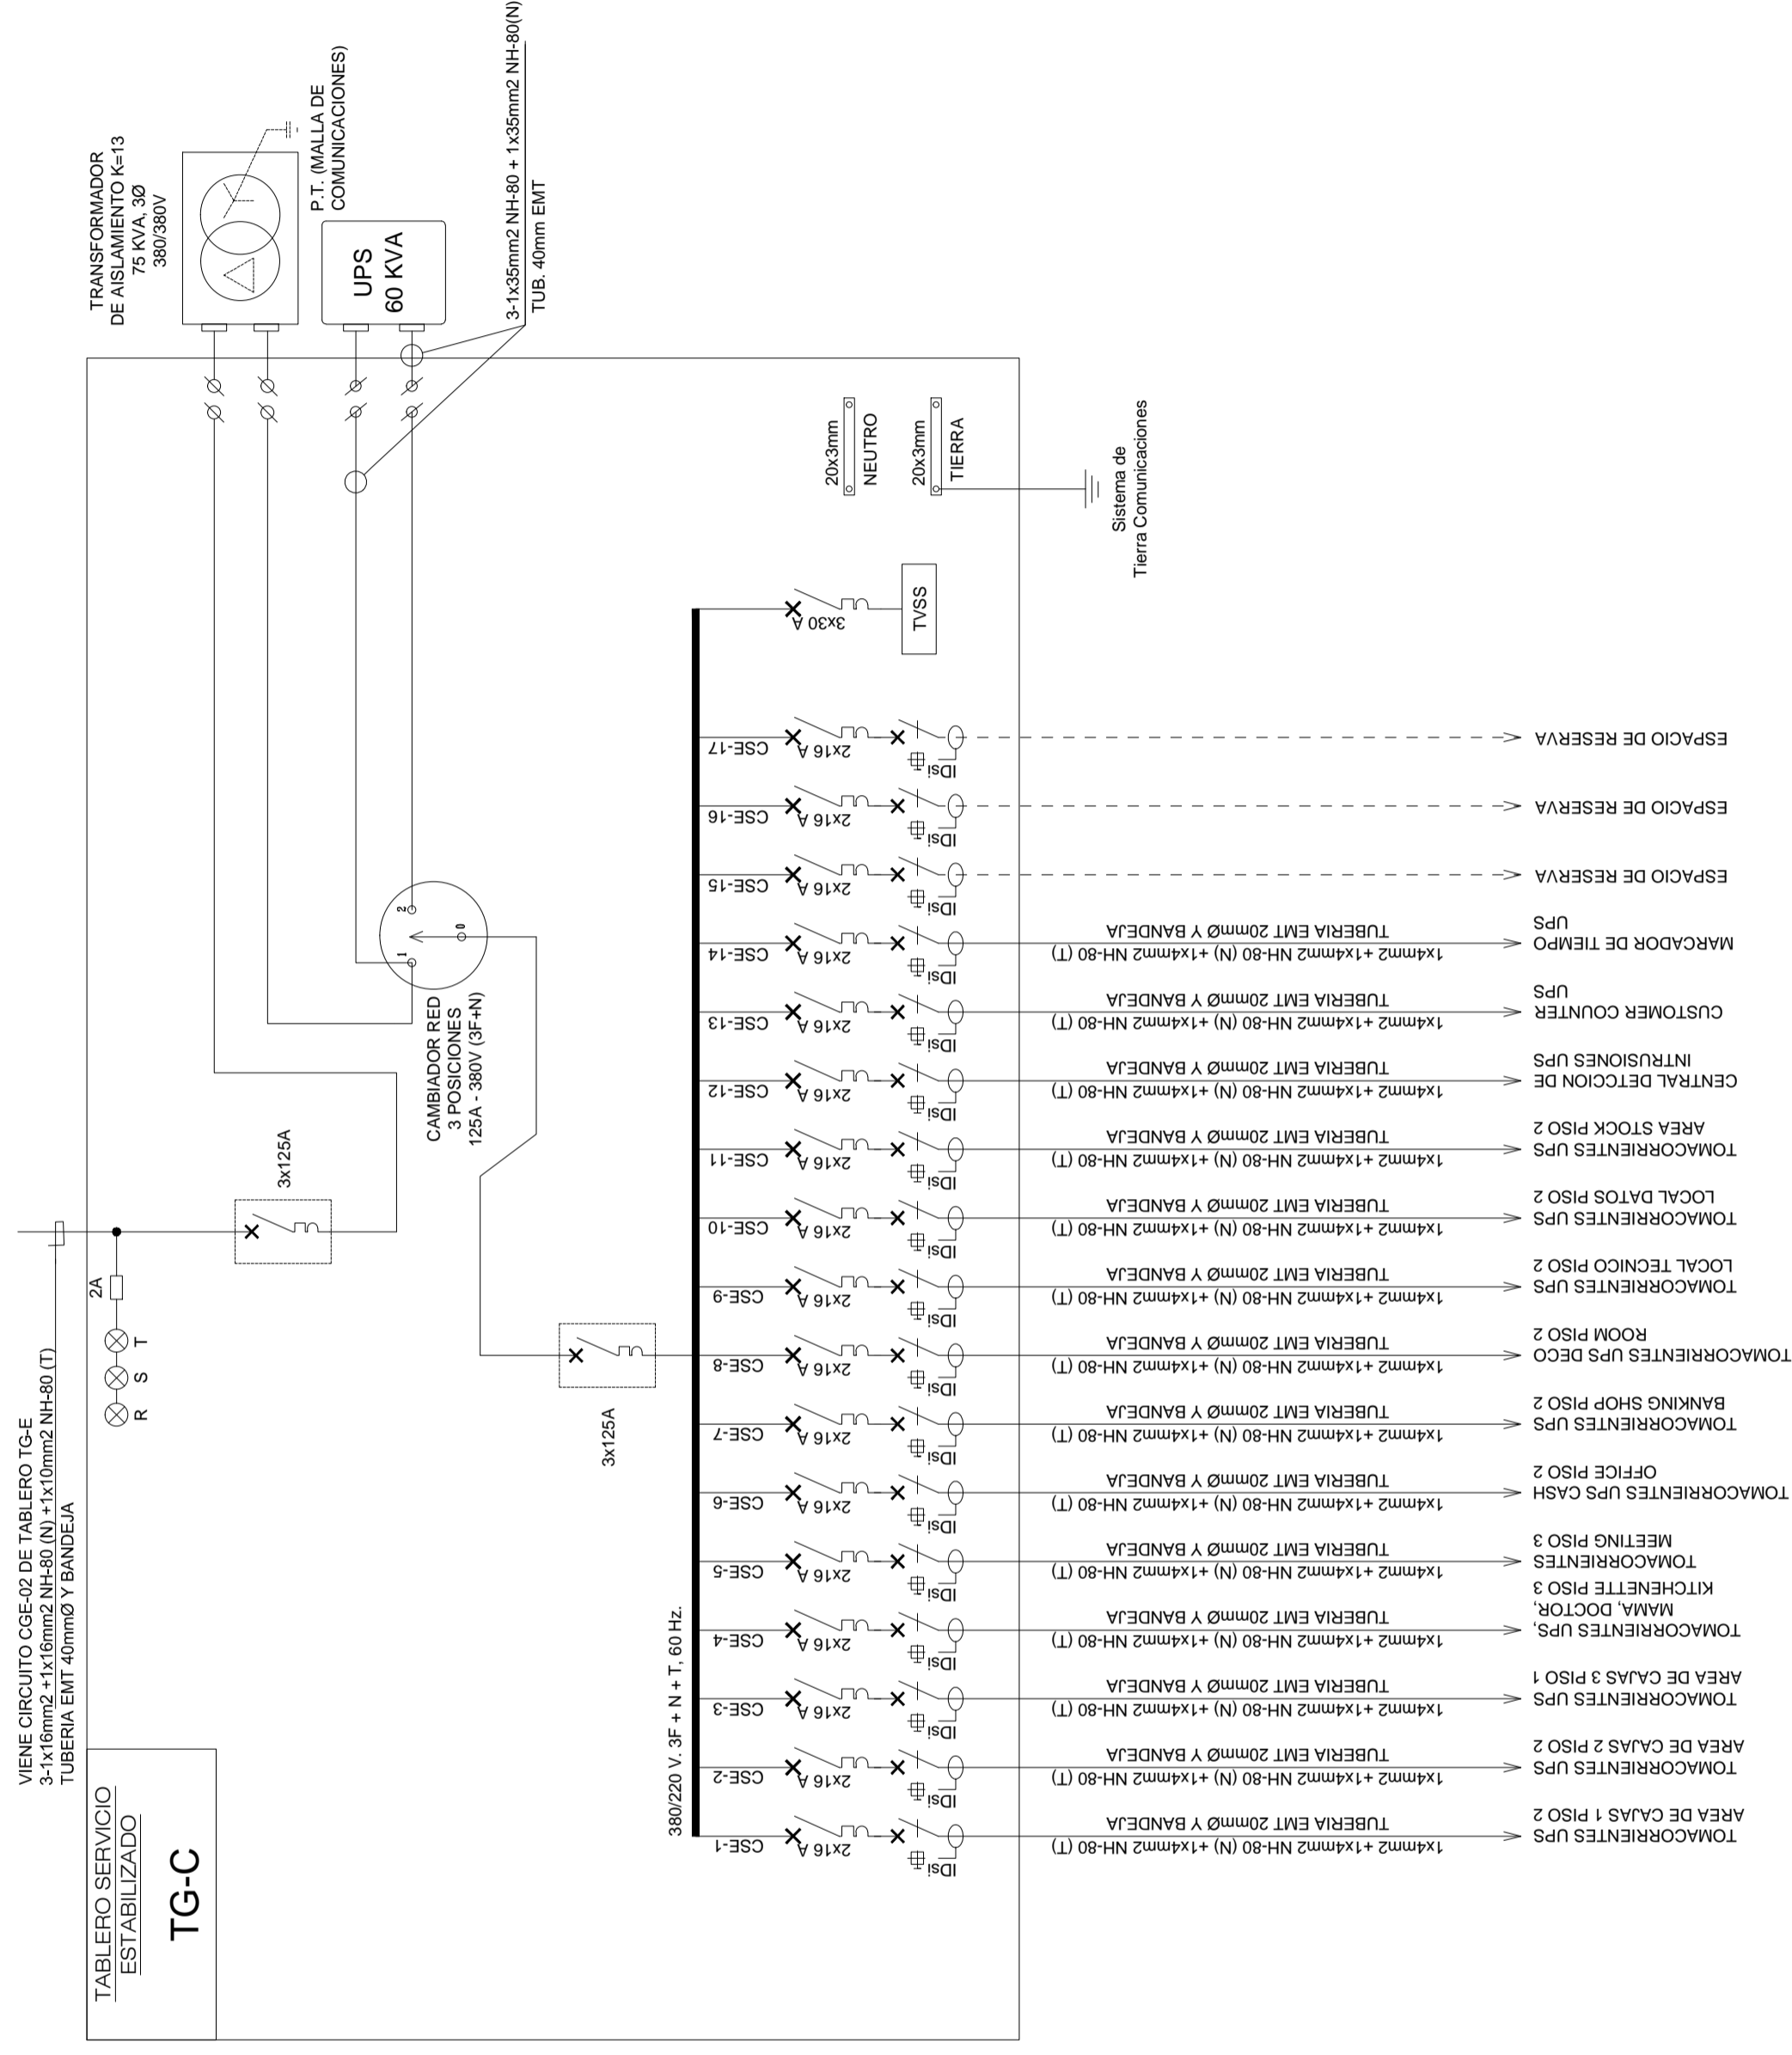 TABLERO SERVICIO
ESTABILIZADO
TG-C
VIENE CIRCUITO CGE-02 DE TABLERO TG-E
3-1x16mm2 +1x16mm2 NH-80 (N) +1x10mm2 NH-80 (T)
TUBERIA EMT 40mmØ Y BANDEJA
2A
R
S
T
3x125A
TRANSFORMADOR
DE AISLAMIENTO K=13
75 KVA, 3Ø
380/380V
P.T. (MALLA DE
COMUNICACIONES)
UPS
60 KVA
3-1x35mm2 NH-80 + 1x35mm2 NH-80(N)
TUB. 40mm EMT
CAMBIADOR RED
3 POSICIONES
125A - 380V (3F+N)
1
2
0
3x125A
380/220 V. 3F + N + T, 60 Hz.
20x3mm
NEUTRO
20x3mm
TIERRA
Sistema de
Tierra Comunicaciones
3x30 A
TVSS
CSE-17
2x16 A
IDsi
ESPACIO DE RESERVA
CSE-16
2x16 A
IDsi
ESPACIO DE RESERVA
CSE-15
2x16 A
IDsi
ESPACIO DE RESERVA
CSE-14
2x16 A
IDsi
1x4mm2 +1x4mm2 NH-80 (N) +1x4mm2 NH-80 (T)
TUBERIA EMT 20mmØ Y BANDEJA
MARCADOR DE TIEMPO
UPS
CSE-13
2x16 A
IDsi
1x4mm2 +1x4mm2 NH-80 (N) +1x4mm2 NH-80 (T)
TUBERIA EMT 20mmØ Y BANDEJA
CUSTOMER COUNTER
UPS
CSE-12
2x16 A
IDsi
1x4mm2 +1x4mm2 NH-80 (N) +1x4mm2 NH-80 (T)
TUBERIA EMT 20mmØ Y BANDEJA
CENTRAL DETCCION DE
INTRUSIONES UPS
CSE-11
2x16 A
IDsi
1x4mm2 +1x4mm2 NH-80 (N) +1x4mm2 NH-80 (T)
TUBERIA EMT 20mmØ Y BANDEJA
TOMACORRIENTES UPS
AREA STOCK PISO 2
CSE-10
2x16 A
IDsi
1x4mm2 +1x4mm2 NH-80 (N) +1x4mm2 NH-80 (T)
TUBERIA EMT 20mmØ Y BANDEJA
TOMACORRIENTES UPS
LOCAL DATOS PISO 2
CSE-9
2x16 A
IDsi
1x4mm2 +1x4mm2 NH-80 (N) +1x4mm2 NH-80 (T)
TUBERIA EMT 20mmØ Y BANDEJA
TOMACORRIENTES UPS
LOCAL TECNICO PISO 2
CSE-8
2x16 A
IDsi
1x4mm2 +1x4mm2 NH-80 (N) +1x4mm2 NH-80 (T)
TUBERIA EMT 20mmØ Y BANDEJA
TOMACORRIENTES UPS DECO
ROOM PISO 2
CSE-7
2x16 A
IDsi
1x4mm2 +1x4mm2 NH-80 (N) +1x4mm2 NH-80 (T)
TUBERIA EMT 20mmØ Y BANDEJA
TOMACORRIENTES UPS
BANKING SHOP PISO 2
CSE-6
2x16 A
IDsi
1x4mm2 +1x4mm2 NH-80 (N) +1x4mm2 NH-80 (T)
TUBERIA EMT 20mmØ Y BANDEJA
TOMACORRIENTES UPS CASH
OFFICE PISO 2
CSE-5
2x16 A
IDsi
1x4mm2 +1x4mm2 NH-80 (N) +1x4mm2 NH-80 (T)
TUBERIA EMT 20mmØ Y BANDEJA
TOMACORRIENTES
MEETING PISO 3
CSE-4
2x16 A
IDsi
1x4mm2 +1x4mm2 NH-80 (N) +1x4mm2 NH-80 (T)
TUBERIA EMT 20mmØ Y BANDEJA
TOMACORRIENTES UPS,
MAMA, DOCTOR,
KITCHENETTE PISO 3
CSE-3
2x16 A
IDsi
1x4mm2 +1x4mm2 NH-80 (N) +1x4mm2 NH-80 (T)
TUBERIA EMT 20mmØ Y BANDEJA
TOMACORRIENTES UPS
AREA DE CAJAS 3 PISO 1
CSE-2
2x16 A
IDsi
1x4mm2 +1x4mm2 NH-80 (N) +1x4mm2 NH-80 (T)
TUBERIA EMT 20mmØ Y BANDEJA
TOMACORRIENTES UPS
AREA DE CAJAS 2 PISO 2
CSE-1
2x16 A
IDsi
1x4mm2 +1x4mm2 NH-80 (N) +1x4mm2 NH-80 (T)
TUBERIA EMT 20mmØ Y BANDEJA
TOMACORRIENTES UPS
AREA DE CAJAS 1 PISO 2